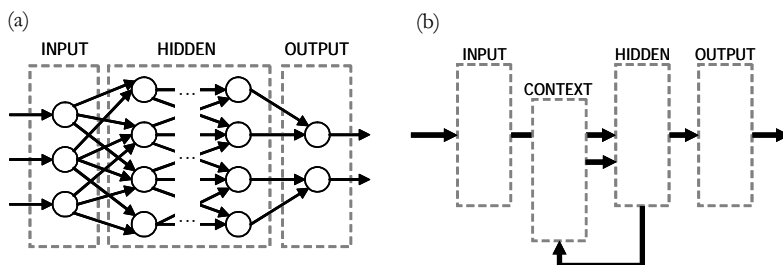 (a)
INPUT HIDDEN OUTPUT
...
...
...
...
(b)
INPUT HIDDEN OUTPUT
CONTEXT